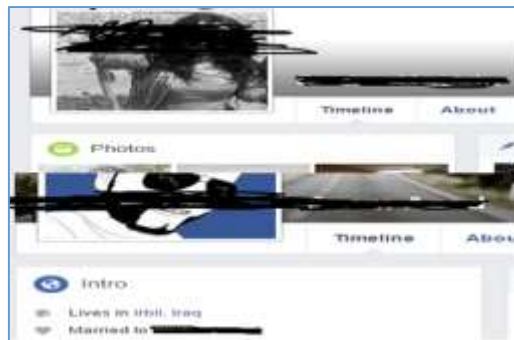 Timeline About
Photos
Timeline Abou
Intro
Lives in Irbil, Iraq
Married to